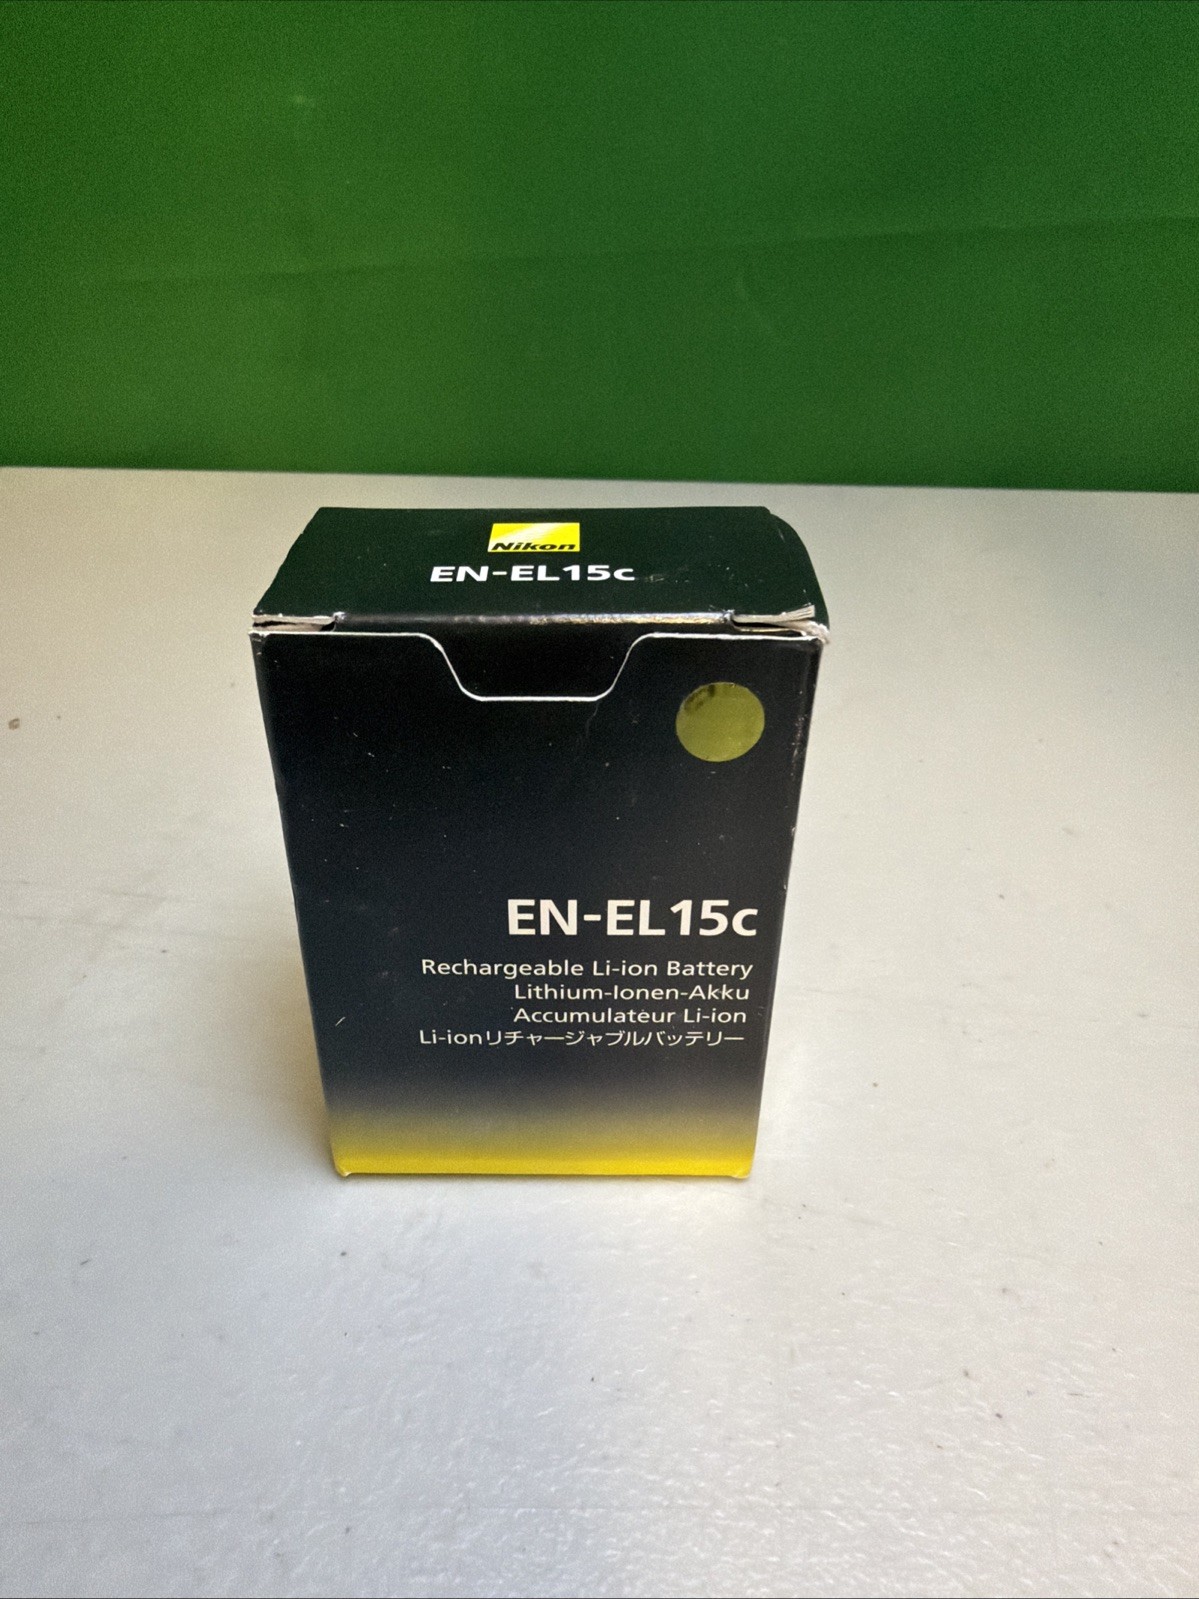 Nikon
EN-EL15c
EN-EL15c
Rechargeable Li-ion Battery
Lithium-Ionen-Akku
Accumulateur Li-ion
Li-ionリチャージャブルバッテリー